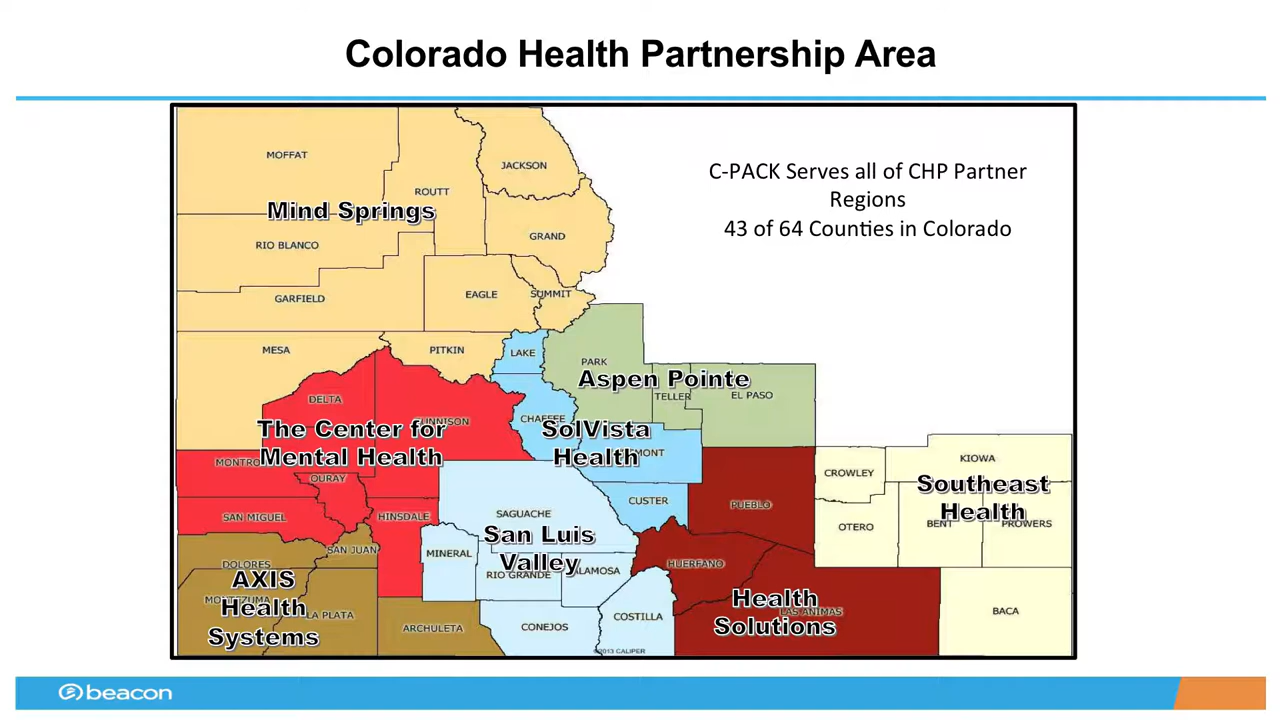 Colorado Health Partnership Area
C-PACK Serves all of CHP Partner
Regions
43 of 64 Counties in Colorado
MOFFAT
JACKSON
ROUTT
Mind Springs
GRAND
RIO BLANCO
EAGLE
SUMMIT
GARFIELD
MESA
PITKIN
LAKE
PARK
Aspen Pointe
TELLER
EL PASO
DELTA
CHAFFEE
The Center for
Mental Health
SolVista
Health
CROWLEY
KIOWA
OURAY
Southeast
Health
CUSTER
PUEBLO
SAGUACHE
SAN MIGUEL
HINSDALE
OTERO
BENT
PROWERS
San Luis
Valley
SAN JUAN
MINERAL
DOLORES
HUERFANO
RIO GRANDE
ALAMOSA
AXIS
Health
Systems
LA PLATA
Health
Solutions
LAS ANIMAS
BACA
COSTILLA
ARCHULETA
CONEJOS
©2013 CALIPER
beacon